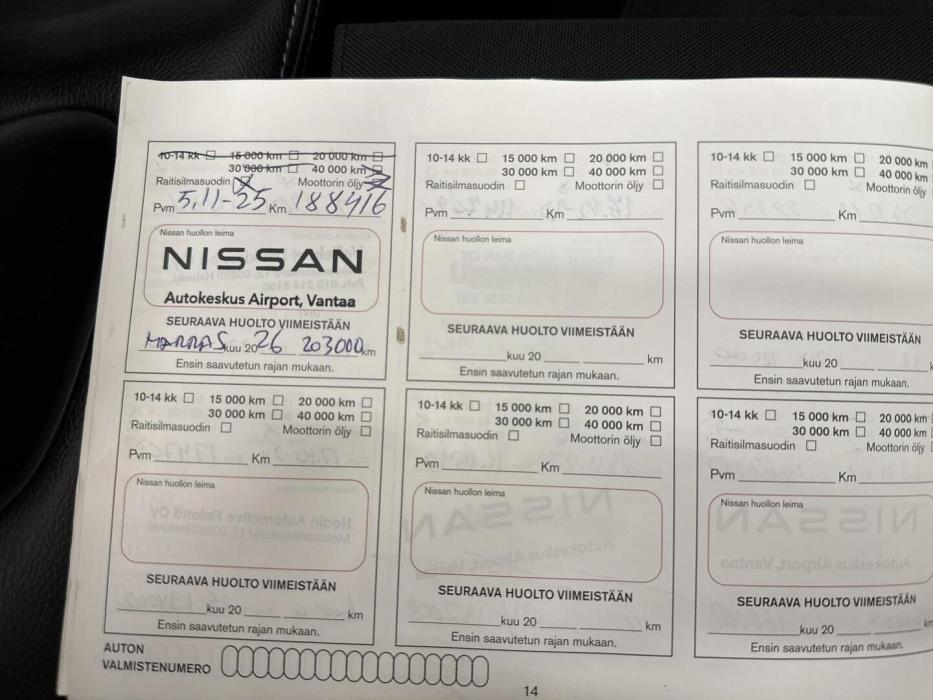 10-14 kk 15 000 km 20 000 km
30 000 km 40 000 km
Raitisilmasuodin Moottorin öljy
Pvm 5.11-25 Km 188416
Nissan huollon leima
NISSAN
Autokeskus Airport, Vantaa
SEURAAVA HUOLTO VIIMEISTÄÄN
MARRAS kuu 2026 203000 km
Ensin saavutetun rajan mukaan.
10-14 kk 15 000 km 20 000 km
30 000 km 40 000 km
Raitisilmasuodin Moottorin öljy
Pvm Km
Nissan huollon leima
SEURAAVA HUOLTO VIIMEISTÄÄN
kuu 20 km
Ensin saavutetun rajan mukaan.
10-14 kk 15 000 km 20 000 km
30 000 km 40 000 km
Raitisilmasuodin Moottorin öljy
Pvm Km
Nissan huollon leima
SEURAAVA HUOLTO VIIMEISTÄÄN
kuu 20
Ensin saavutetun rajan mukaan.
10-14 kk 15 000 km 20 000 km
30 000 km 40 000 km
Raitisilmasuodin Moottorin öljy
Pvm Km
Nissan huollon leima
SEURAAVA HUOLTO VIIMEISTÄÄN
kuu 20 km
Ensin saavutetun rajan mukaan.
10-14 kk 15 000 km 20 000 km
30 000 km 40 000 km
Raitisilmasuodin Moottorin öljy
Pvm Km
Nissan huollon leima
SEURAAVA HUOLTO VIIMEISTÄÄN
kuu 20 km
Ensin saavutetun rajan mukaan.
10-14 kk 15 000 km 20 000 km
30 000 km 40 000 km
Raitisilmasuodin Moottorin öljy
Pvm Km
Nissan huollon leima
SEURAAVA HUOLTO VIIMEISTÄÄN
kuu 20 km
Ensin saavutetun rajan mukaan.
AUTON
VALMISTENUMERO
14